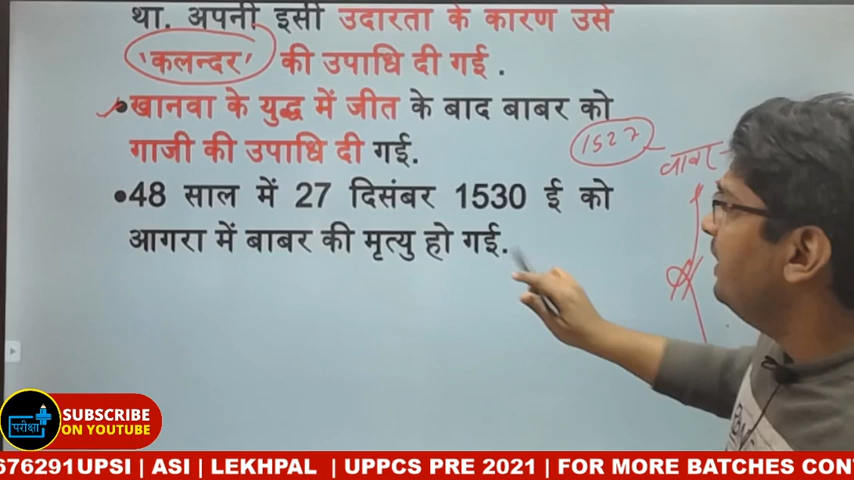 था. अपनी इसी उदारता के कारण उसे
'कलन्दर' की उपाधि दी गई .
•खानवा के युद्ध में जीत के बाद बाबर को
गाजी की उपाधि दी गई.
1527
बाबर
•48 साल में 27 दिसंबर 1530 ई को
आगरा में बाबर की मृत्यु हो गई.
परीक्षा
SUBSCRIBE
ON YOUTUBE
676291UPSI | ASI | LEKHPAL | UPPCS PRE 2021 | FOR MORE BATCHES CON